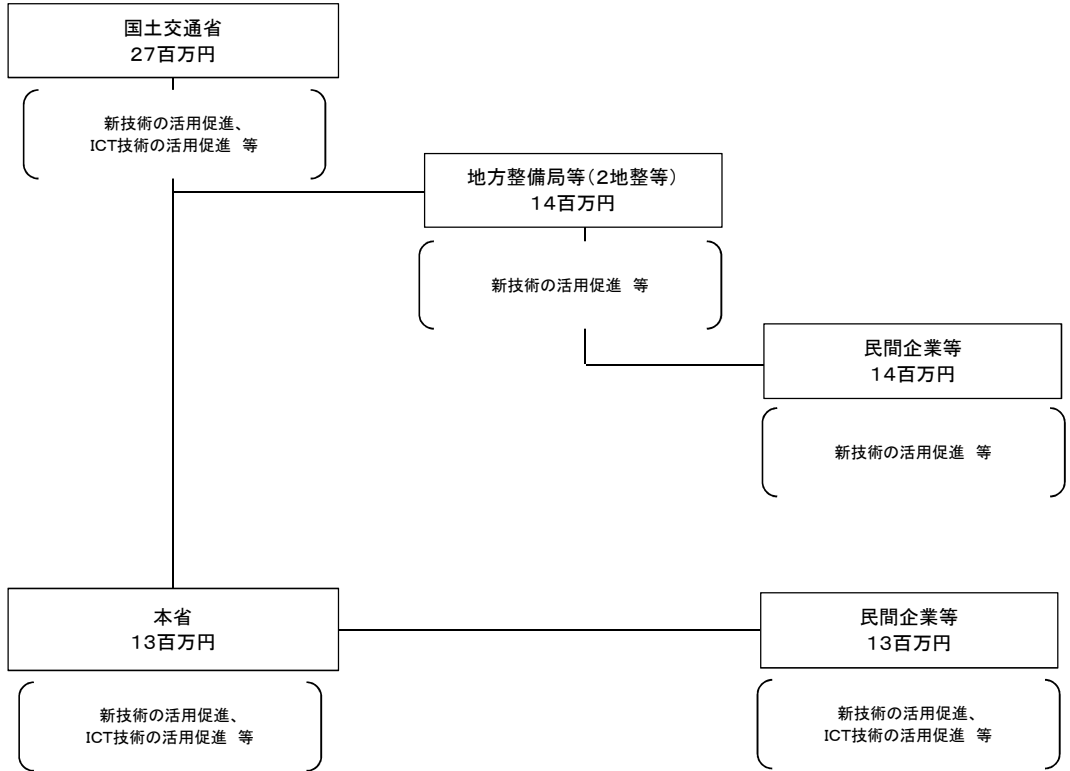 国土交通省
27百万円
新技術の活用促進、
ICT技術の活用促進　等
地方整備局等（2地整等）
14百万円
新技術の活用促進　等
民間企業等
14百万円
新技術の活用促進　等
本省
13百万円
新技術の活用促進、
ICT技術の活用促進　等
民間企業等
13百万円
新技術の活用促進、
ICT技術の活用促進　等